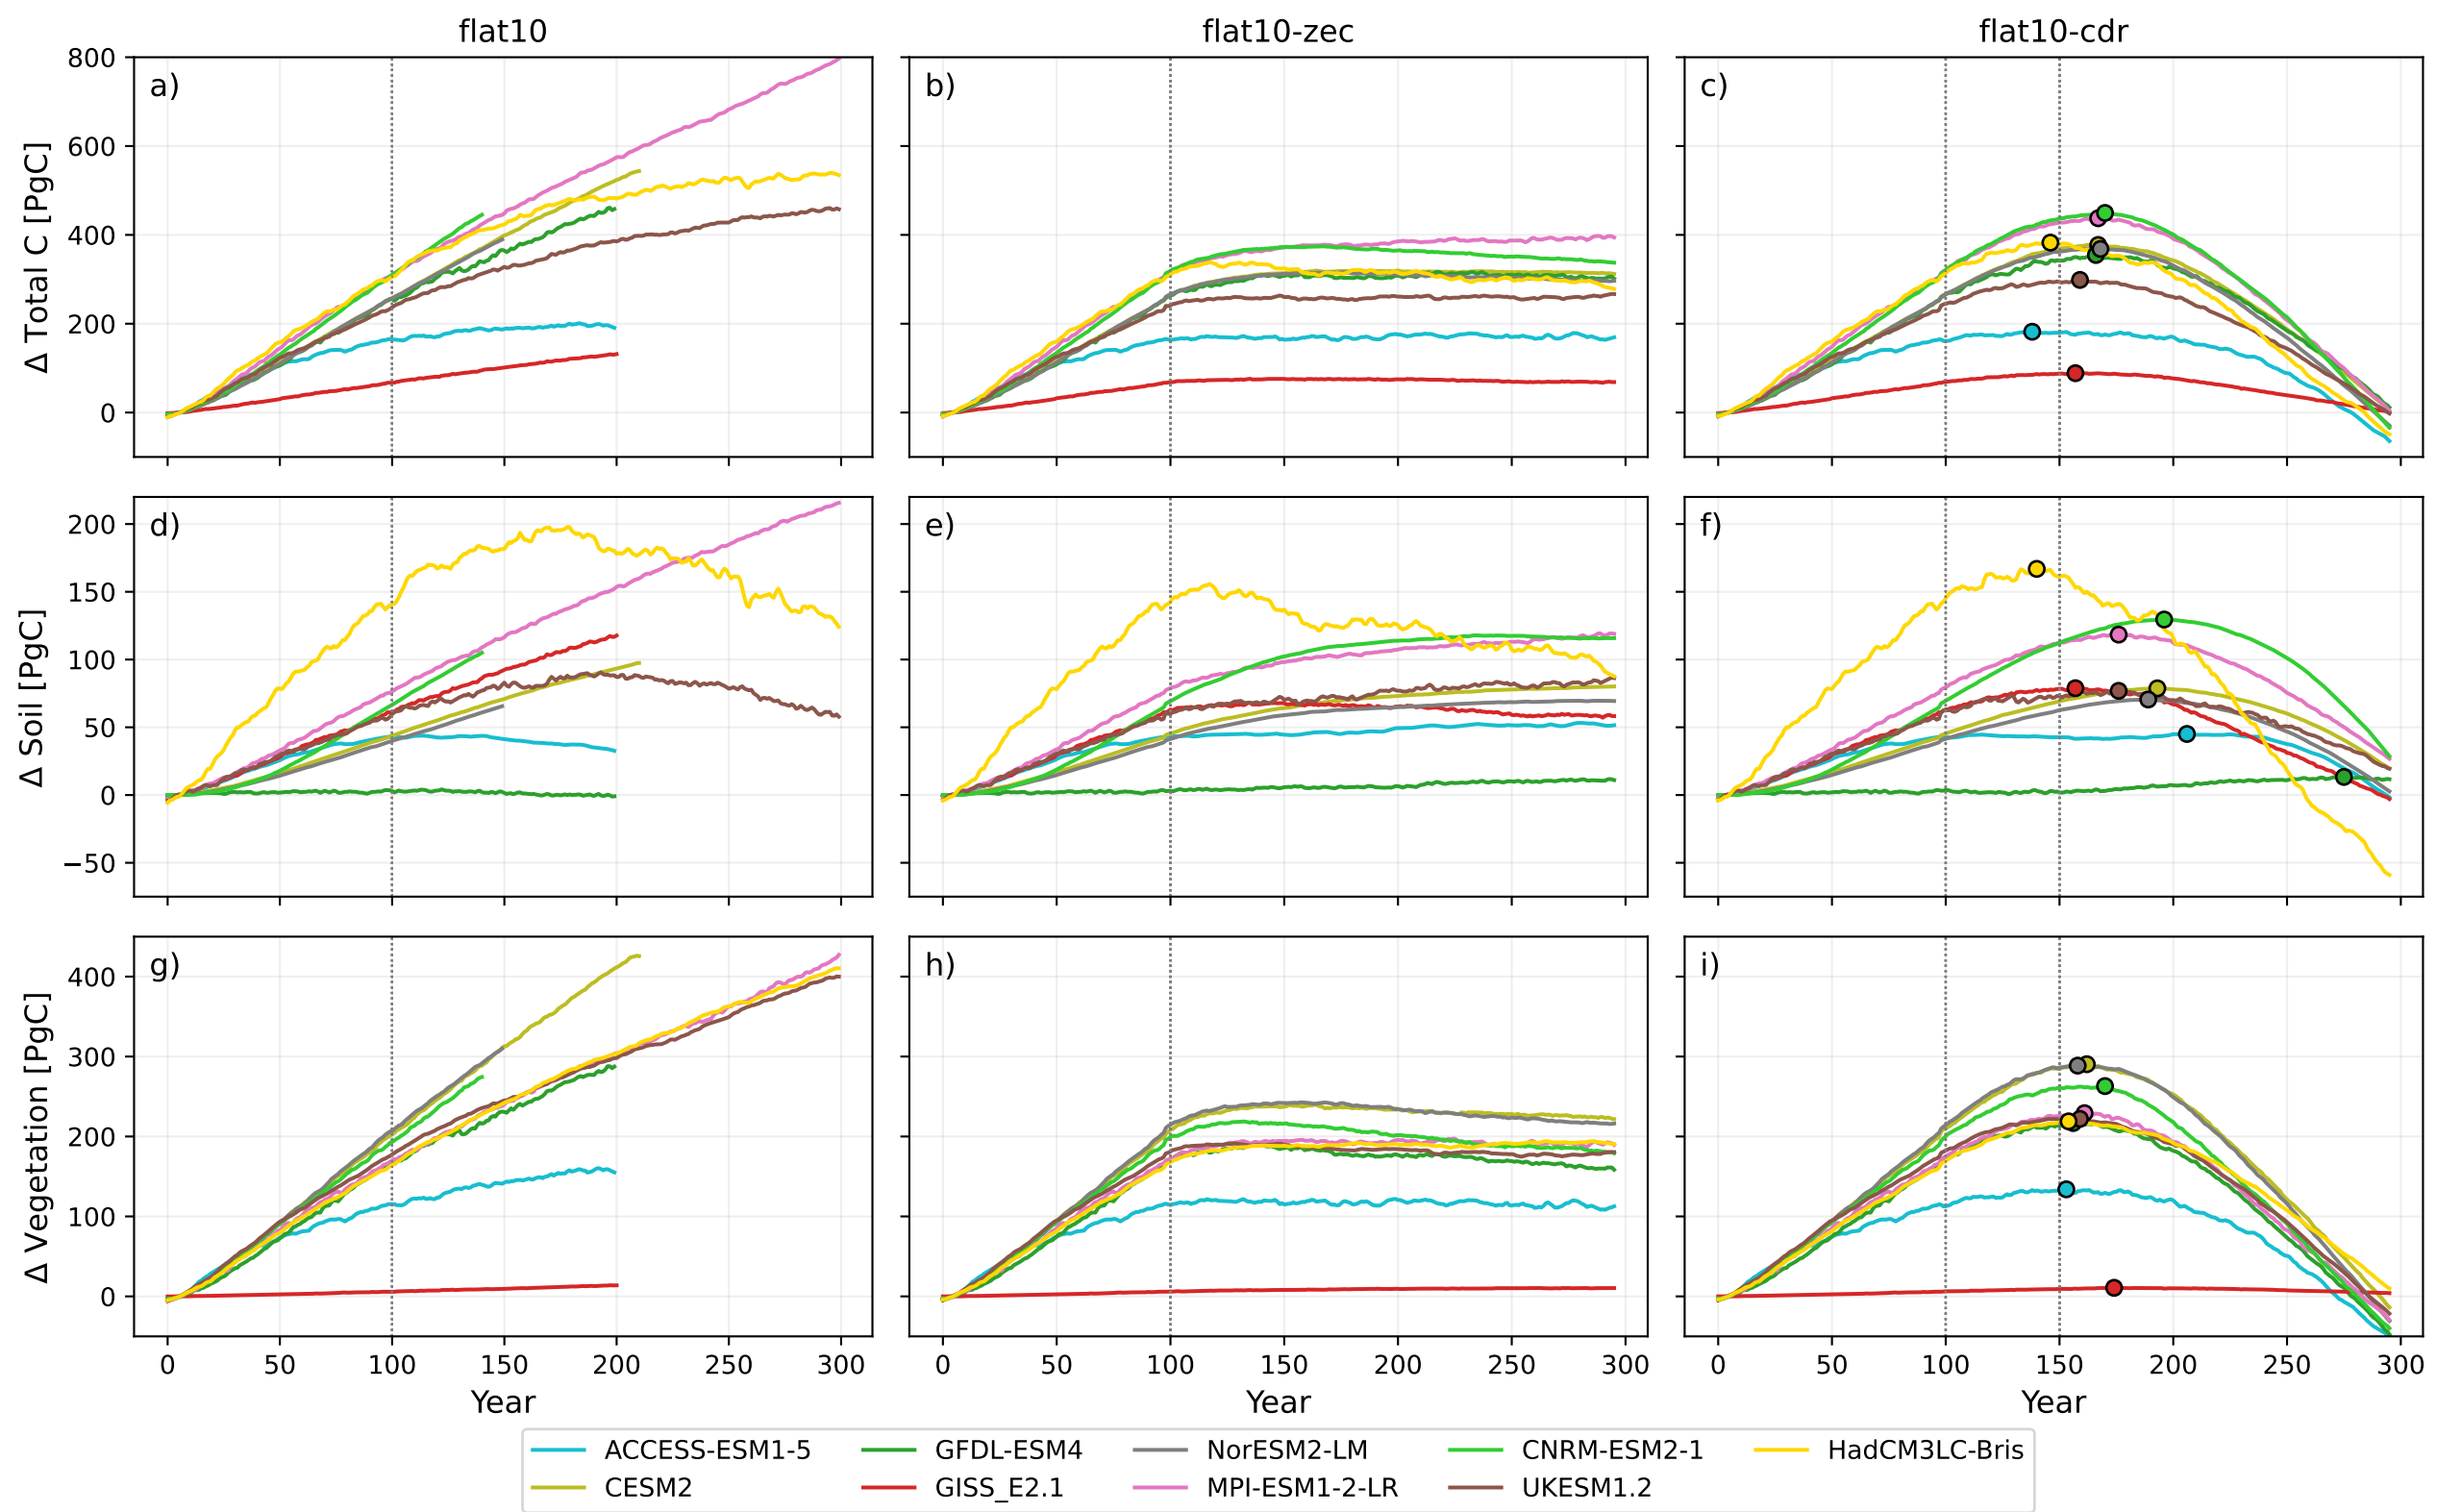 flat10 flat10-zec flat10-cdr
a) b) c)
Δ Total C [PgC]
800
600
400
200
0
d) e) f)
Δ Soil [PgC]
200
150
100
50
0
−50
g) h) i)
Δ Vegetation [PgC]
400
300
200
100
0
0 50 100 150 200 250 300 0 50 100 150 200 250 300 0 50 100 150 200 250 300
Year Year Year
ACCESS-ESM1-5 GFDL-ESM4 NorESM2-LM CNRM-ESM2-1 HadCM3LC-Bris
CESM2 GISS_E2.1 MPI-ESM1-2-LR UKESM1.2